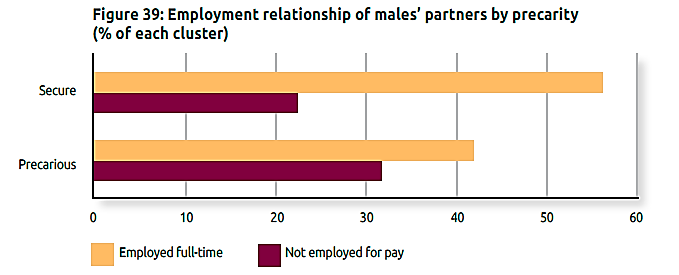 Figure 39: Employment relationship of males’ partners by precarity
(% of each cluster)
Secure
Precarious
0 10 20 30 40 50 60
Employed full-time Not employed for pay